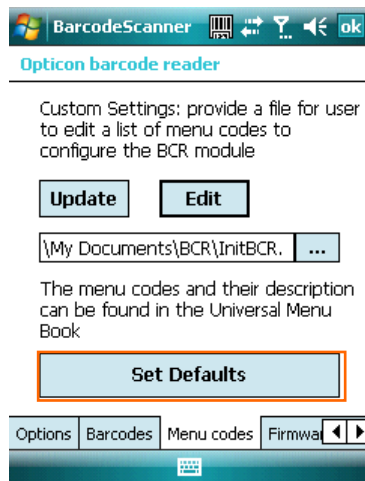 BarcodeScanner ok
Opticon barcode reader
Custom Settings: provide a file for user
to edit a list of menu codes to
configure the BCR module
Update Edit
\My Documents\BCR\InitBCR. ...
The menu codes and their description
can be found in the Universal Menu
Book
Set Defaults
Options Barcodes Menu codes Firmwa